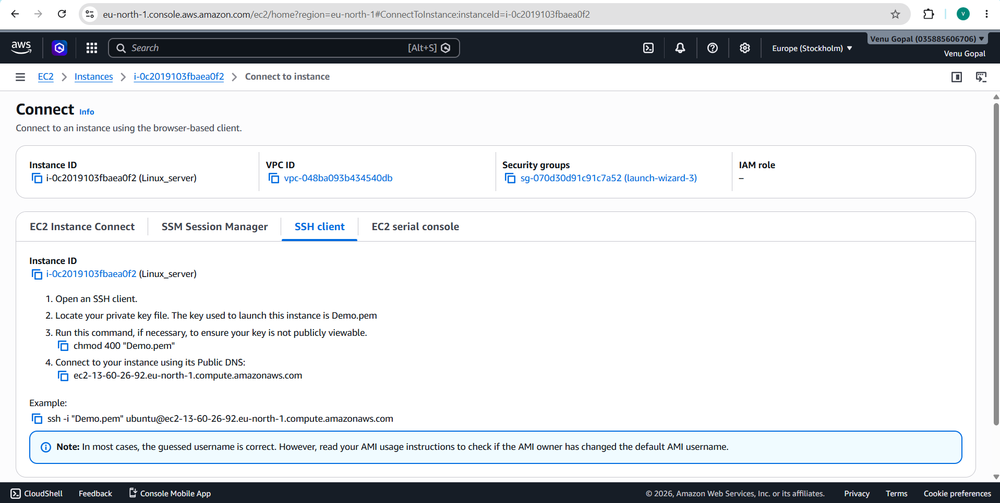 eu-north-1.console.aws.amazon.com/ec2/home?region=eu-north-1#ConnectToInstance:instanceId=i-0c2019103fbaea0f2
V
aws
Search
[Alt+S]
Europe (Stockholm)
Venu Gopal (035885606706)
Venu Gopal
EC2
Instances
i-0c2019103fbaea0f2
Connect to instance
Connect Info
Connect to an instance using the browser-based client.
Instance ID
i-0c2019103fbaea0f2 (Linux_server)
VPC ID
vpc-048ba093b434540db
Security groups
sg-070d30d91c91c7a52 (launch-wizard-3)
IAM role
–
EC2 Instance Connect
SSM Session Manager
SSH client
EC2 serial console
Instance ID
i-0c2019103fbaea0f2 (Linux_server)
1. Open an SSH client.
2. Locate your private key file. The key used to launch this instance is Demo.pem
3. Run this command, if necessary, to ensure your key is not publicly viewable.
chmod 400 "Demo.pem"
4. Connect to your instance using its Public DNS:
ec2-13-60-26-92.eu-north-1.compute.amazonaws.com
Example:
ssh -i "Demo.pem" ubuntu@ec2-13-60-26-92.eu-north-1.compute.amazonaws.com
Note: In most cases, the guessed username is correct. However, read your AMI usage instructions to check if the AMI owner has changed the default AMI username.
CloudShell
Feedback
Console Mobile App
© 2026, Amazon Web Services, Inc. or its affiliates.
Privacy
Terms
Cookie preferences